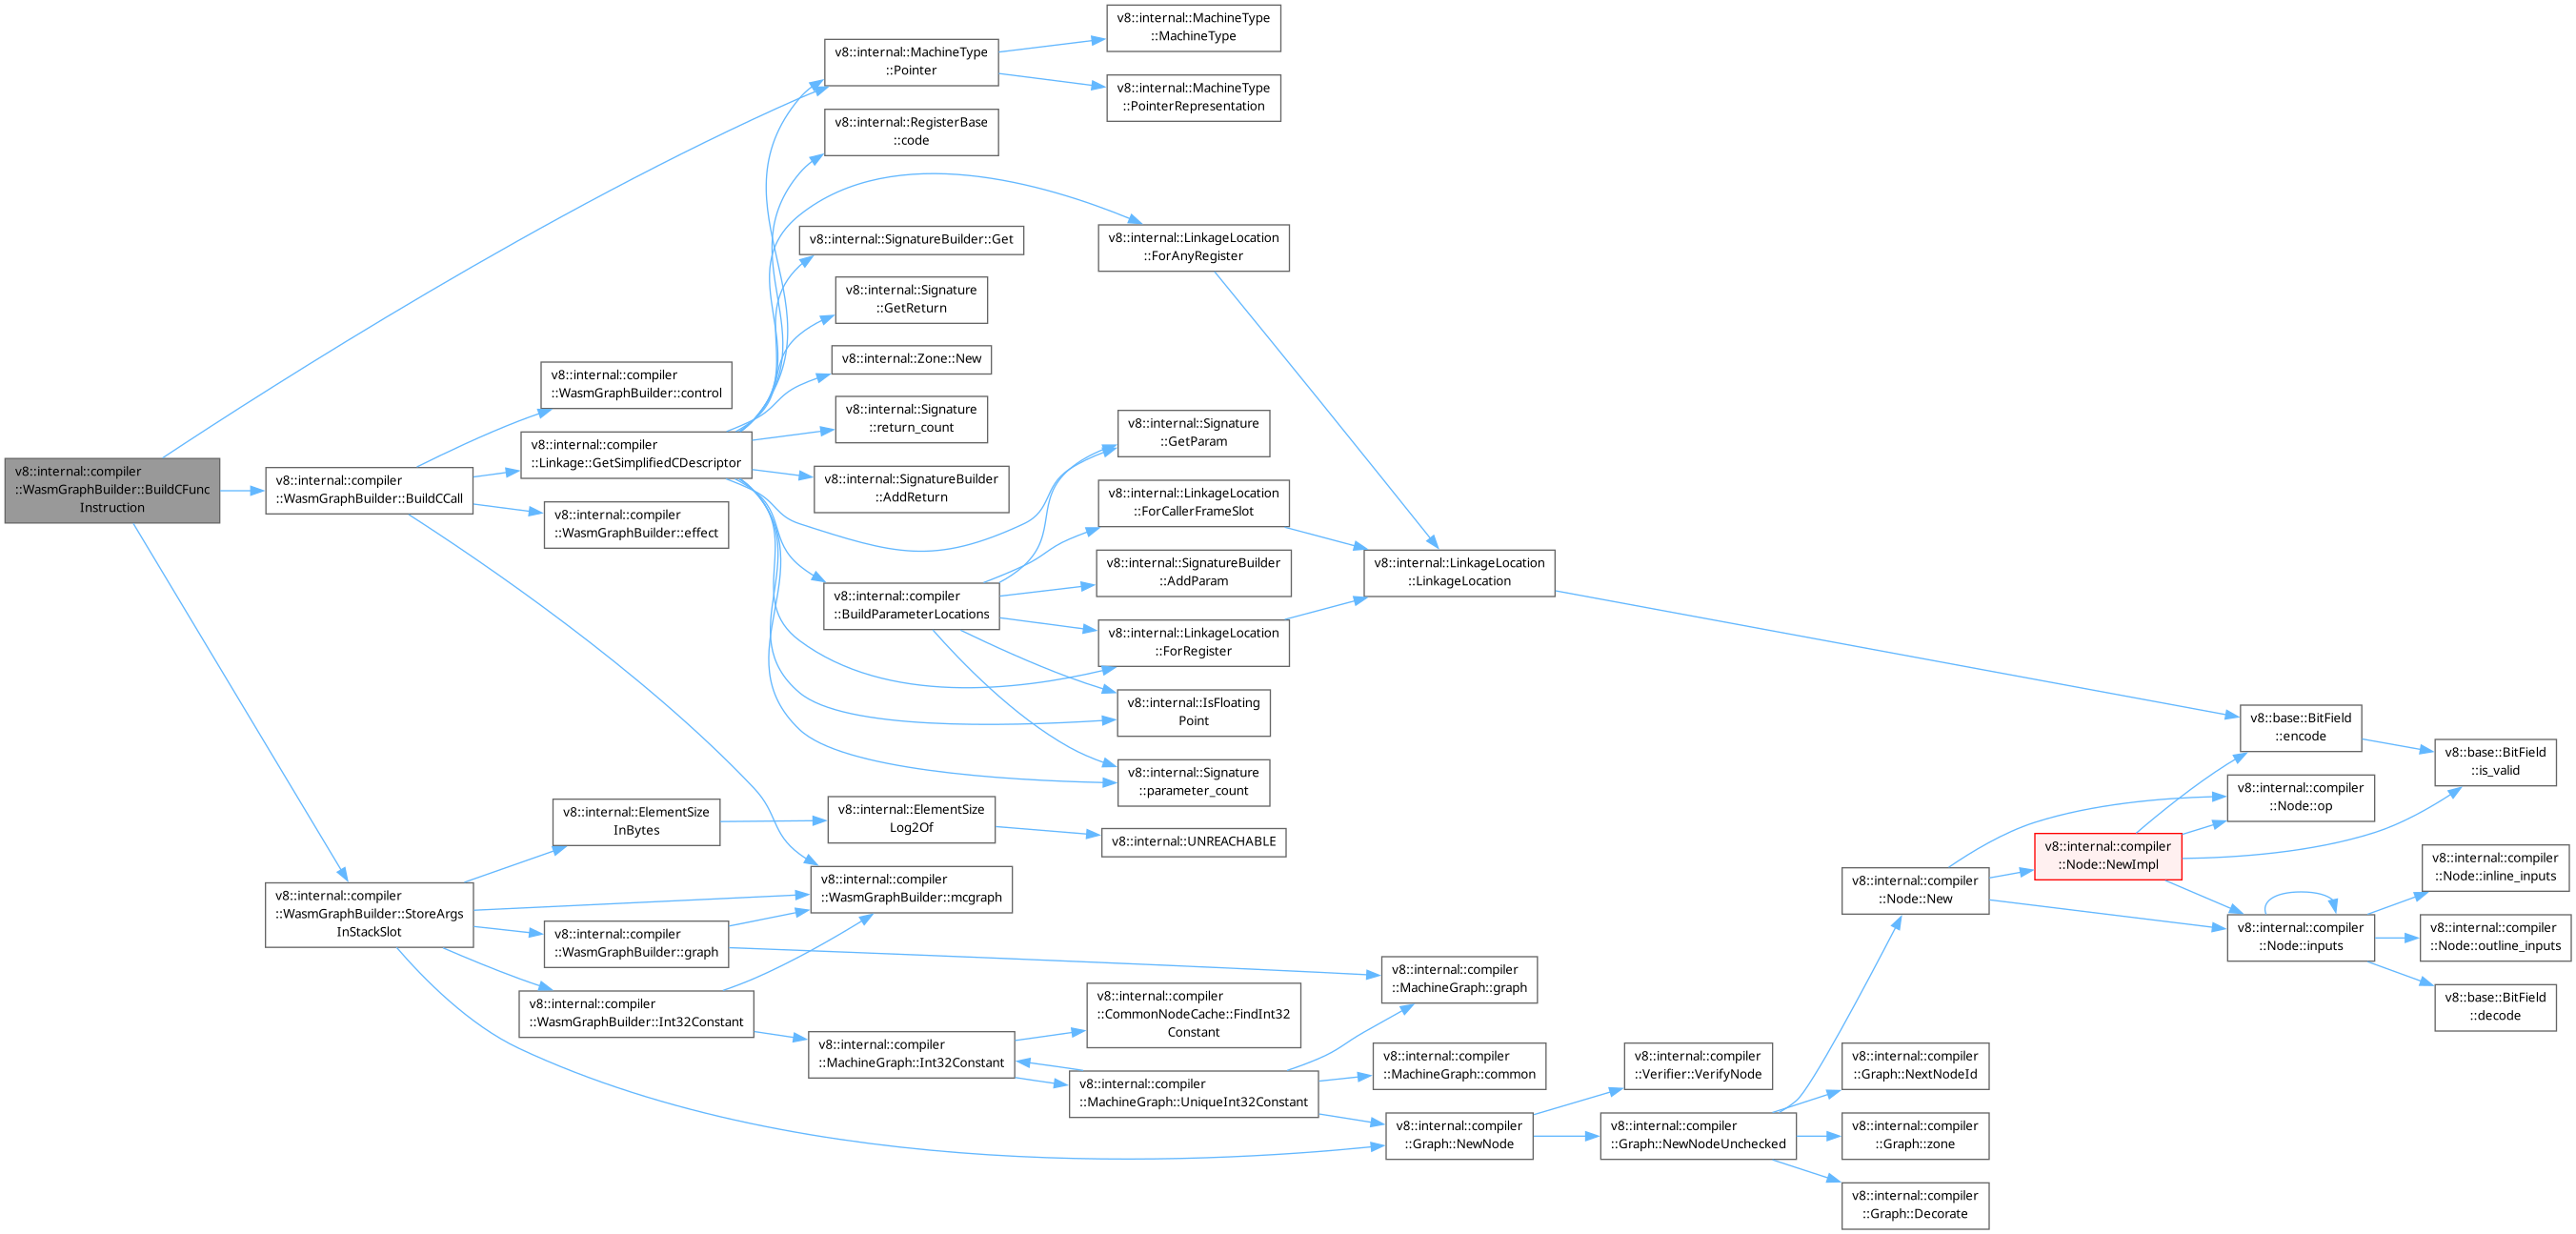 v8::internal::compiler
::WasmGraphBuilder::BuildCFunc
Instruction
v8::internal::MachineType
::Pointer
v8::internal::MachineType
::MachineType
v8::internal::MachineType
::PointerRepresentation
v8::internal::compiler
::WasmGraphBuilder::BuildCCall
v8::internal::compiler
::WasmGraphBuilder::control
v8::internal::compiler
::Linkage::GetSimplifiedCDescriptor
v8::internal::compiler
::WasmGraphBuilder::effect
v8::internal::RegisterBase
::code
v8::internal::SignatureBuilder::Get
v8::internal::Signature
::GetReturn
v8::internal::Zone::New
v8::internal::Signature
::return_count
v8::internal::SignatureBuilder
::AddReturn
v8::internal::compiler
::BuildParameterLocations
v8::internal::LinkageLocation
::ForAnyRegister
v8::internal::Signature
::GetParam
v8::internal::LinkageLocation
::ForCallerFrameSlot
v8::internal::SignatureBuilder
::AddParam
v8::internal::LinkageLocation
::ForRegister
v8::internal::IsFloating
Point
v8::internal::Signature
::parameter_count
v8::internal::LinkageLocation
::LinkageLocation
v8::base::BitField
::encode
v8::base::BitField
::is_valid
v8::internal::compiler
::WasmGraphBuilder::StoreArgs
InStackSlot
v8::internal::ElementSize
InBytes
v8::internal::ElementSize
Log2Of
v8::internal::UNREACHABLE
v8::internal::compiler
::WasmGraphBuilder::mcgraph
v8::internal::compiler
::WasmGraphBuilder::graph
v8::internal::compiler
::WasmGraphBuilder::Int32Constant
v8::internal::compiler
::MachineGraph::Int32Constant
v8::internal::compiler
::CommonNodeCache::FindInt32
Constant
v8::internal::compiler
::MachineGraph::UniqueInt32Constant
v8::internal::compiler
::MachineGraph::graph
v8::internal::compiler
::MachineGraph::common
v8::internal::compiler
::Graph::NewNode
v8::internal::compiler
::Verifier::VerifyNode
v8::internal::compiler
::Graph::NewNodeUnchecked
v8::internal::compiler
::Node::New
v8::internal::compiler
::Graph::NextNodeId
v8::internal::compiler
::Graph::zone
v8::internal::compiler
::Graph::Decorate
v8::internal::compiler
::Node::NewImpl
v8::internal::compiler
::Node::op
v8::internal::compiler
::Node::inputs
v8::internal::compiler
::Node::inline_inputs
v8::internal::compiler
::Node::outline_inputs
v8::base::BitField
::decode